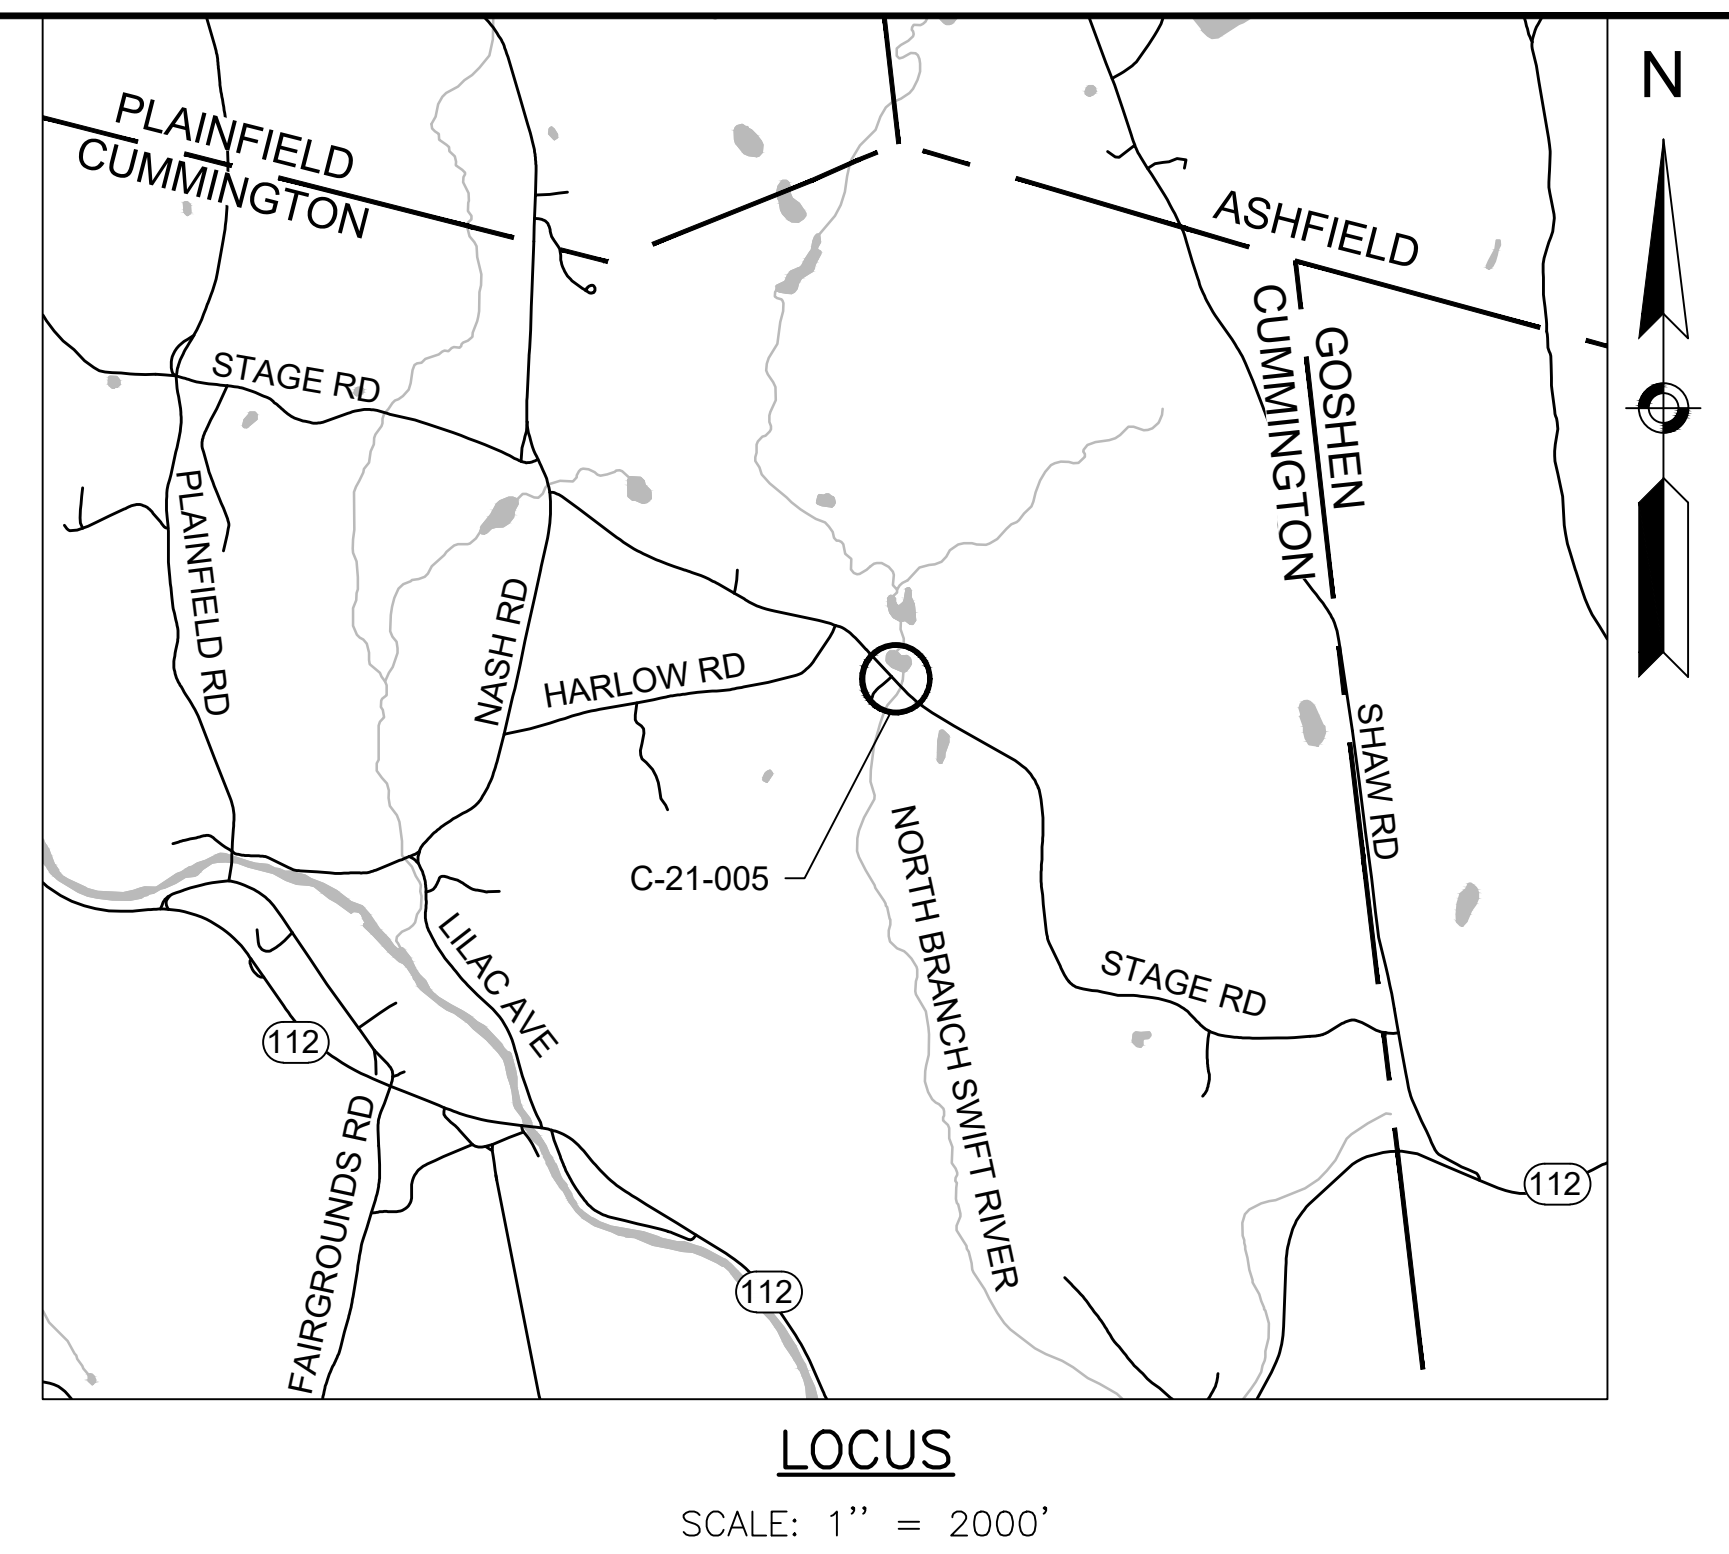 N
PLAINFIELD
CUMMINGTON
ASHFIELD
GOSHEN
CUMMINGTON
STAGE RD
PLAINFIELD RD
NASH RD
HARLOW RD
SHAW RD
C-21-005
NORTH BRANCH SWIFT RIVER
LILAC AVE
STAGE RD
112
FAIRGROUNDS RD
112
112
LOCUS
SCALE: 1'' = 2000'